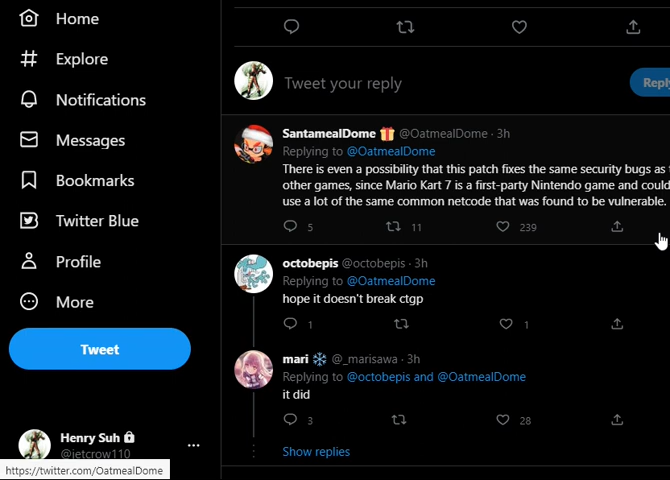 Home
Explore
Notifications
Messages
Bookmarks
Twitter Blue
Profile
More
Tweet
Henry Suh
@jetcrow110
...
https://twitter.com/OatmealDome
Tweet your reply
Reply
SantamealDome 🎁 @OatmealDome · 3h
Replying to @OatmealDome
There is even a possibility that this patch fixes the same security bugs as
other games, since Mario Kart 7 is a first-party Nintendo game and could
use a lot of the same common netcode that was found to be vulnerable.
5 11 239
octobepis @octobepis · 3h
Replying to @OatmealDome
hope it doesn't break ctgp
1 1
mari ❄️ @_marisawa · 3h
Replying to @octobepis and @OatmealDome
it did
3 28
Show replies